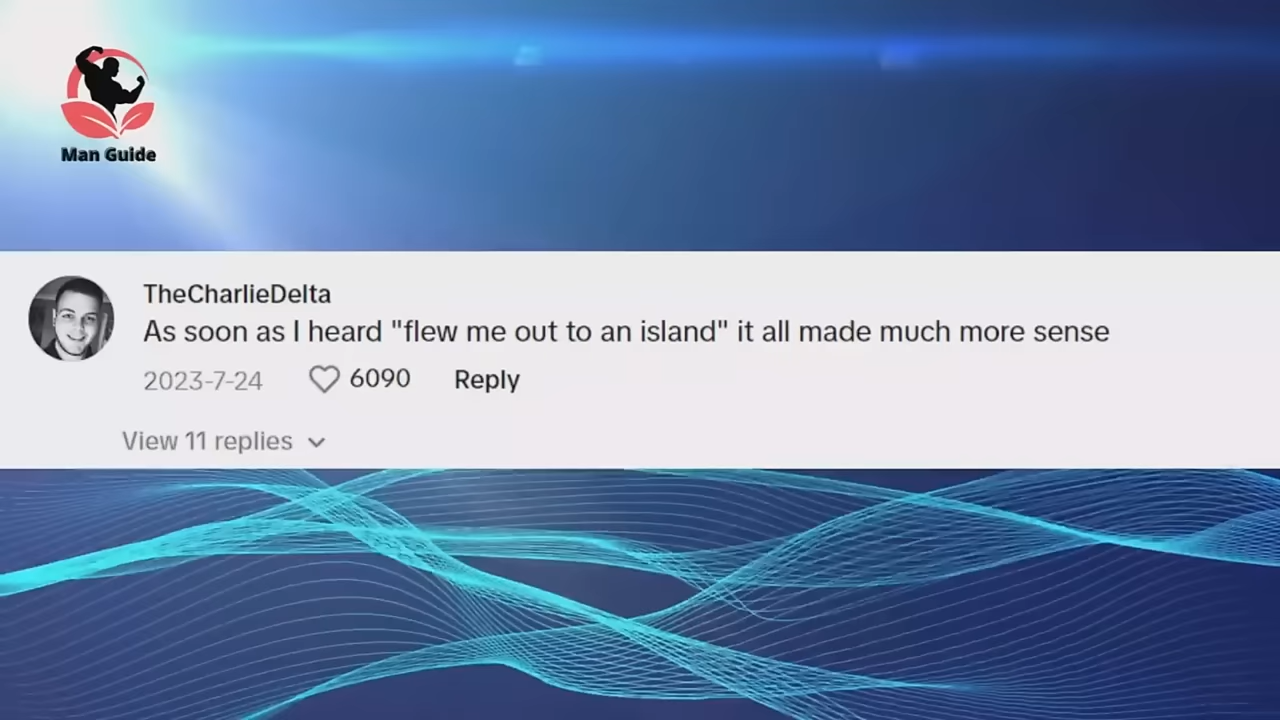 Man Guide
TheCharlieDelta
As soon as I heard "flew me out to an island" it all made much more sense
2023-7-24 6090 Reply
View 11 replies